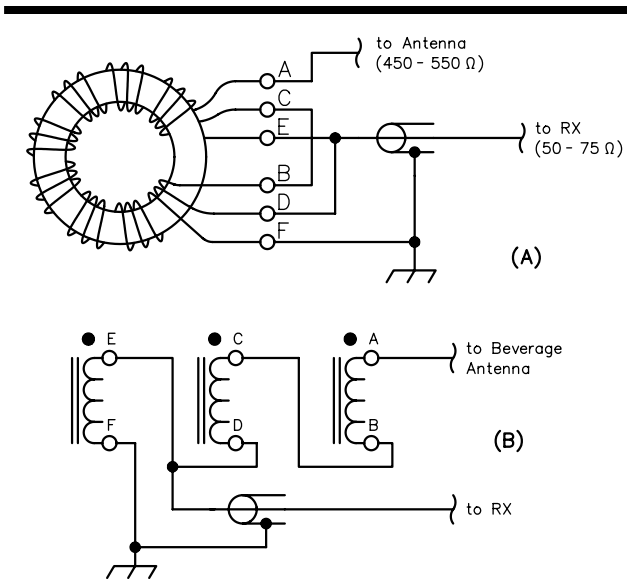 A
to Antenna
(450 - 550 Ω)
C
E
to RX
(50 - 75 Ω)
B
D
F
(A)
E
C
A
to Beverage
Antenna
F
D
B
(B)
to RX